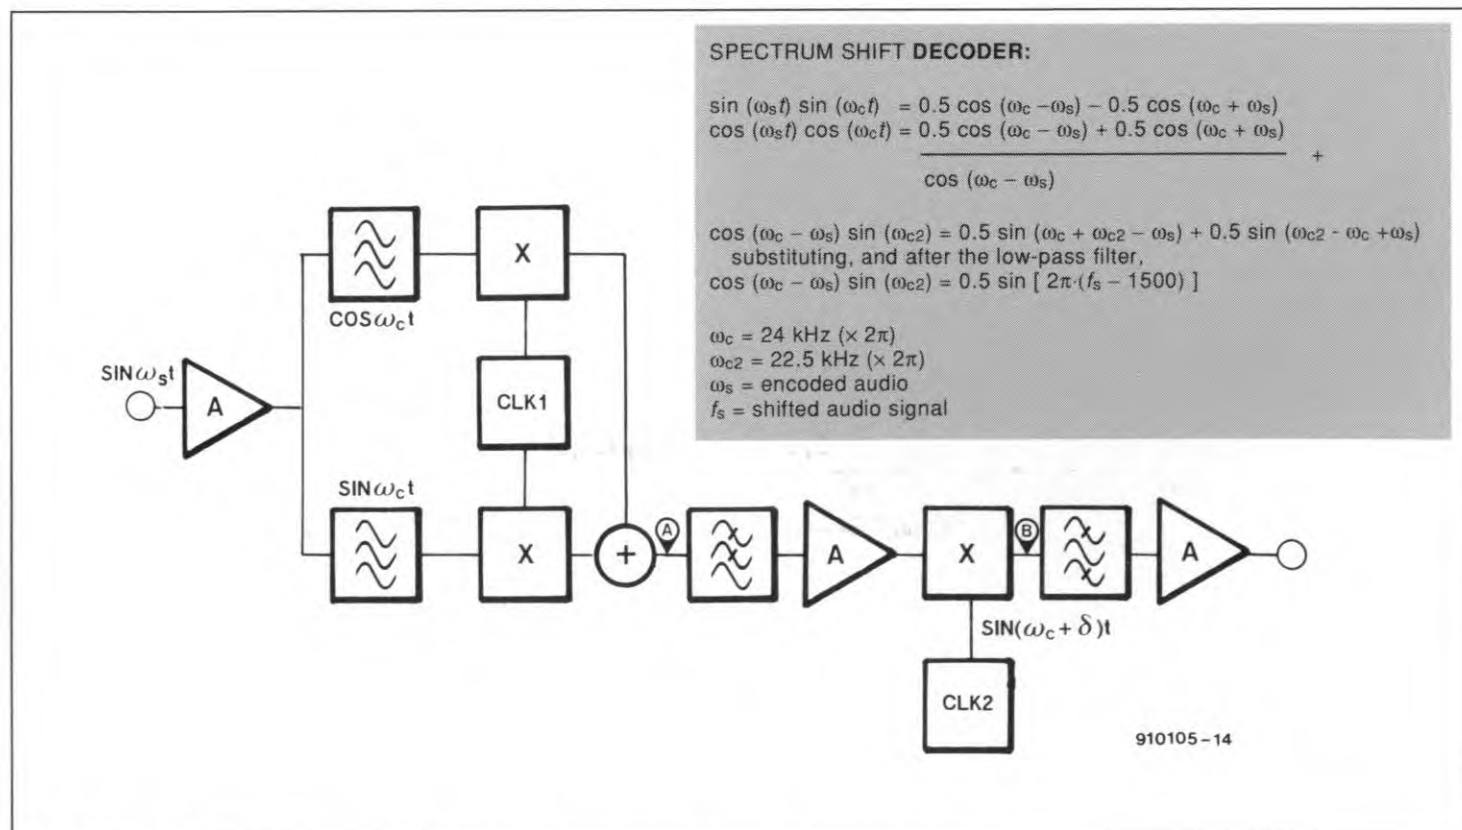 SPECTRUM SHIFT DECODER:
sin (ωst) sin (ωct) = 0.5 cos (ωc –ωs) – 0.5 cos (ωc + ωs)
cos (ωst) cos (ωct) = 0.5 cos (ωc – ωs) + 0.5 cos (ωc + ωs)
+
cos (ωc – ωs)
cos (ωc – ωs) sin (ωc2) = 0.5 sin (ωc + ωc2 – ωs) + 0.5 sin (ωc2 - ωc +ωs)
substituting, and after the low-pass filter,
cos (ωc – ωs) sin (ωc2) = 0.5 sin [ 2π·(fs – 1500) ]
ωc = 24 kHz (× 2π)
ωc2 = 22.5 kHz (× 2π)
ωs = encoded audio
fs = shifted audio signal
X
COSωct
SINωst
A
CLK1
SINωct
X
+
A
A
X
B
A
SIN(ωc + δ)t
CLK2
910105-14